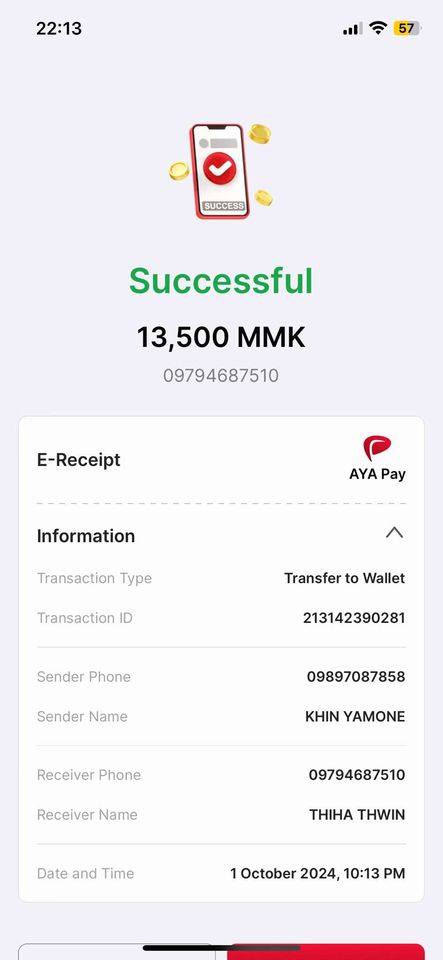 22:13
57
SUCCESS
Successful
13,500 MMK
09794687510
E-Receipt
AYA Pay
Information
Transaction Type Transfer to Wallet
Transaction ID 213142390281
Sender Phone 09897087858
Sender Name KHIN YAMONE
Receiver Phone 09794687510
Receiver Name THIHA THWIN
Date and Time 1 October 2024, 10:13 PM